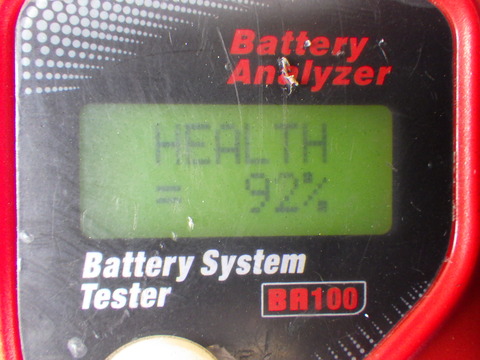 Battery
Analyzer
HEALTH
= 92%
Battery System
Tester
BA100